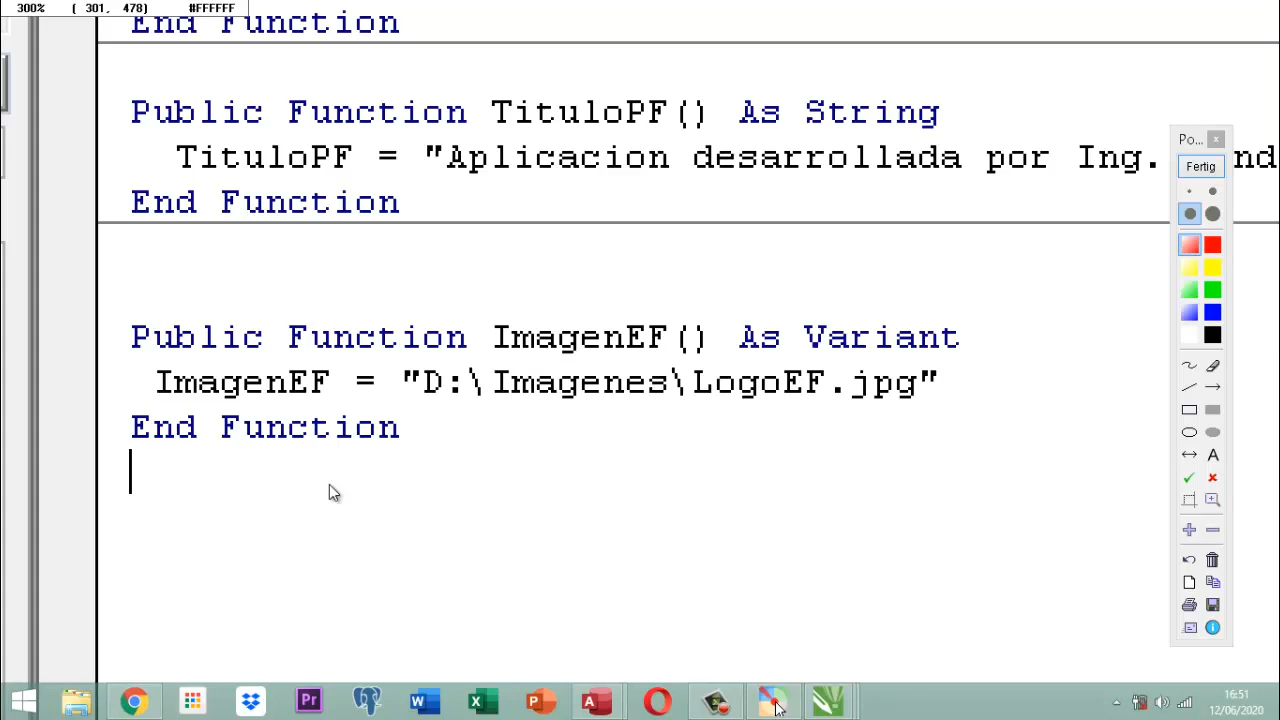 300% ( 301, 478) #FFFFFF
End Function
Public Function TituloPF() As String
TituloPF = "Aplicacion desarrollada por Ing.
End Function
Public Function ImagenEF() As Variant
ImagenEF = "D:\Imagenes\LogoEF.jpg"
End Function
Po... x
Fertig
A
Pr
W
X
P
A
16:51
12/06/2020